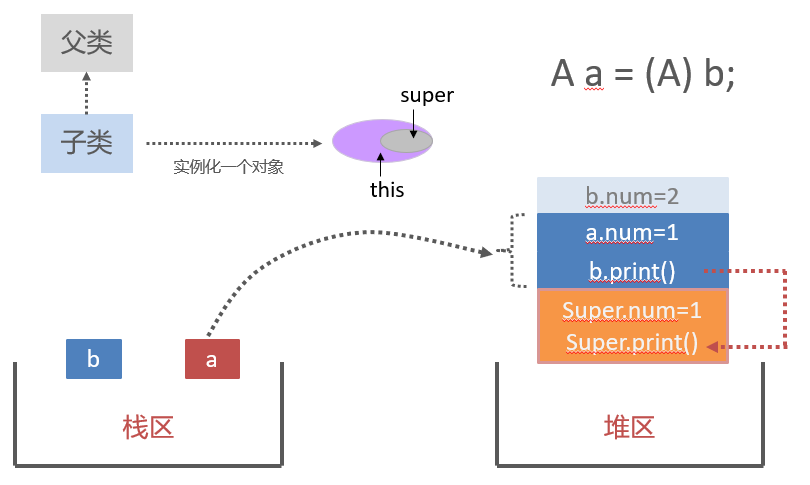 父类
A a = (A) b;
super
子类
实例化一个对象
this
b.num=2
a.num=1
b.print()
Super.num=1
Super.print()
b
a
栈区
堆区